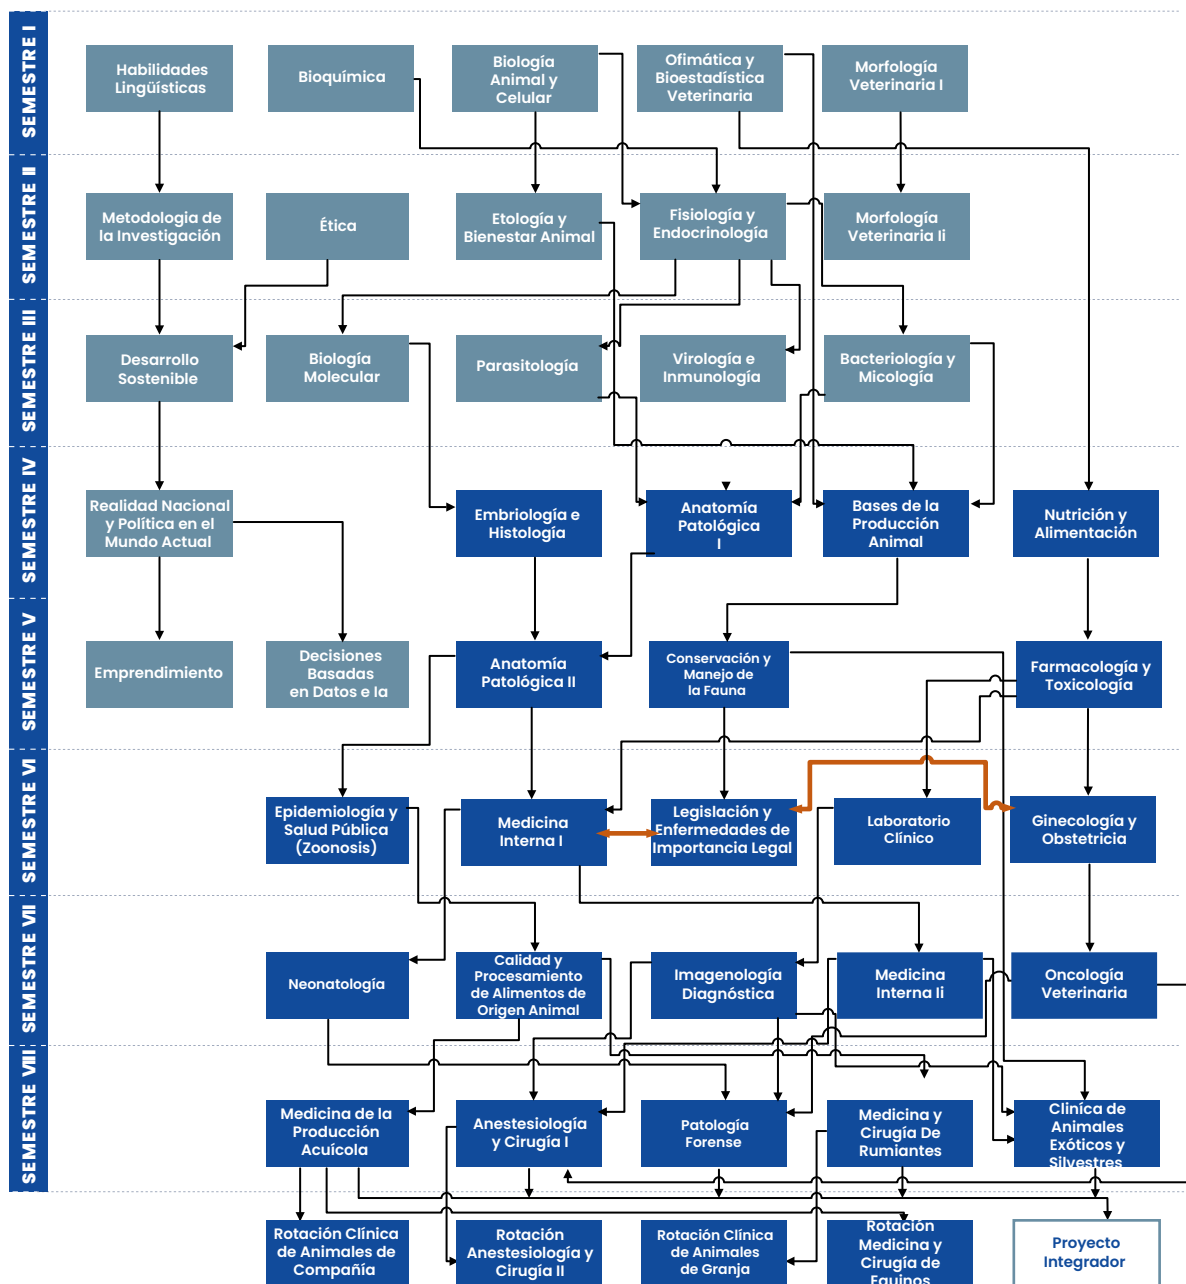 SEMESTRE I
Habilidades
Lingüísticas
Bioquímica
Biología
Animal y
Celular
Ofimática y
Bioestadística
Veterinaria
Morfología
Veterinaria I
SEMESTRE II
Metodologia de
la Investigación
Ética
Etología y
Bienestar Animal
Fisiología y
Endocrinología
Morfología
Veterinaria Ii
SEMESTRE III
Desarrollo
Sostenible
Biología
Molecular
Parasitología
Virología e
Inmunología
Bacteriología y
Micología
SEMESTRE IV
Realidad Nacional
y Política en el
Mundo Actual
Embriología e
Histología
Anatomía
Patológica
I
Bases de la
Producción
Animal
Nutrición y
Alimentación
SEMESTRE V
Emprendimiento
Decisiones
Basadas
en Datos e Ia
Anatomía
Patológica II
Conservación y
Manejo de
la Fauna
Farmacología y
Toxicología
SEMESTRE VI
Epidemiología y
Salud Pública
(Zoonosis)
Medicina
Interna I
Legislación y
Enfermedades de
Importancia Legal
Laboratorio
Clínico
Ginecología y
Obstetricia
SEMESTRE VII
Neonatología
Calidad y
Procesamiento
de Alimentos de
Origen Animal
Imagenología
Diagnóstica
Medicina
Interna Ii
Oncología
Veterinaria
SEMESTRE VIII
Medicina de la
Producción
Acuícola
Anestesiología
y Cirugía I
Patología
Forense
Medicina y
Cirugía De
Rumiantes
Cliníca de
Animales
Exóticos y
Silvestres
Rotación Clínica
de Animales de
Compañía
Rotación
Anestesiología y
Cirugía II
Rotación Clínica
de Animales
de Granja
Rotación
Medicina y
Cirugía de
Equinos
Proyecto
Integrador